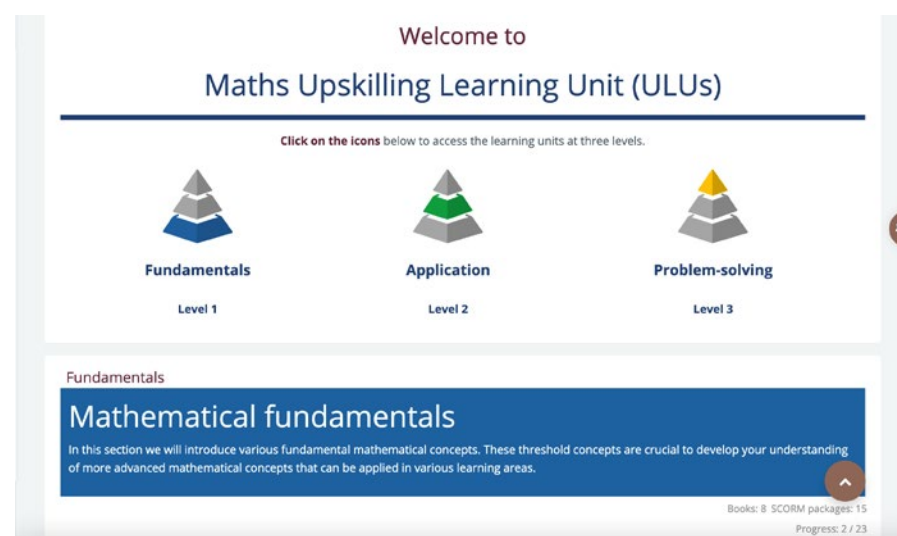 Welcome to
Maths Upskilling Learning Unit (ULUs)
Click on the icons below to access the learning units at three levels.
Fundamentals
Application
Problem-solving
Level 1
Level 2
Level 3
Fundamentals
Mathematical fundamentals
In this section we will introduce various fundamental mathematical concepts. These threshold concepts are crucial to develop your understanding
of more advanced mathematical concepts that can be applied in various learning areas.
Books: 8 SCORM packages: 15
Progress: 2 / 23